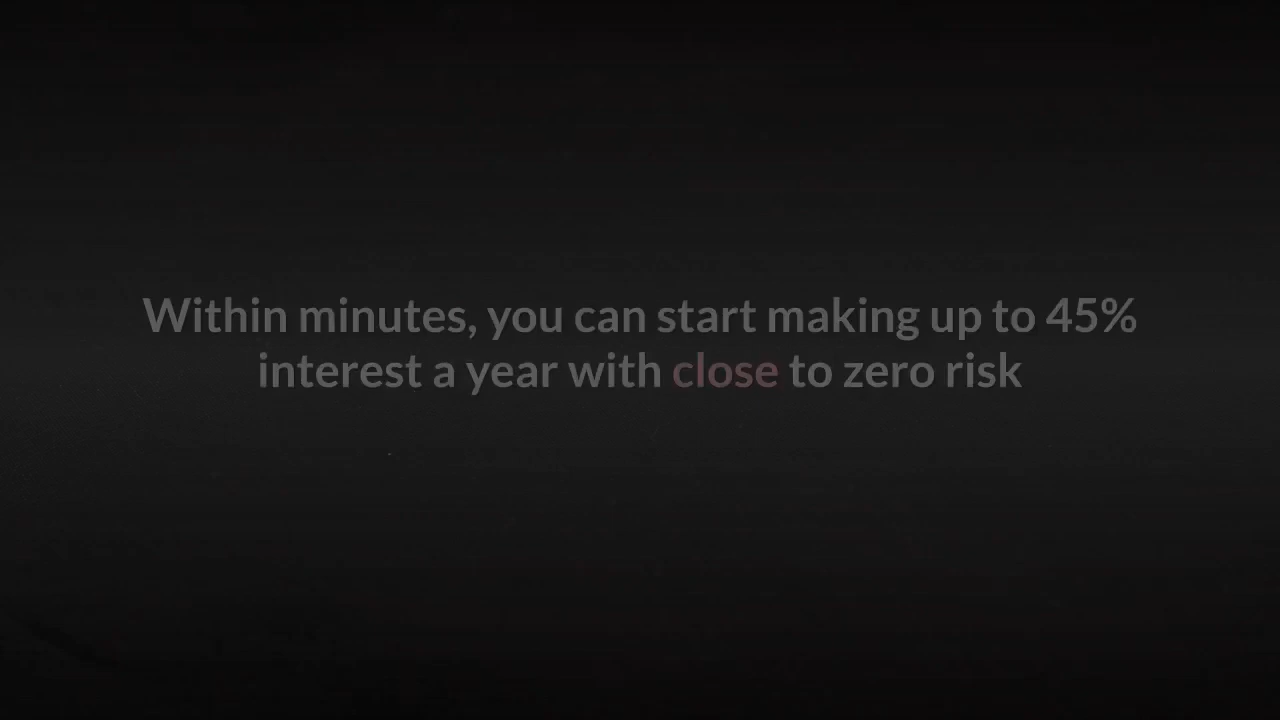 Within minutes, you can start making up to 45%
interest a year with close to zero risk